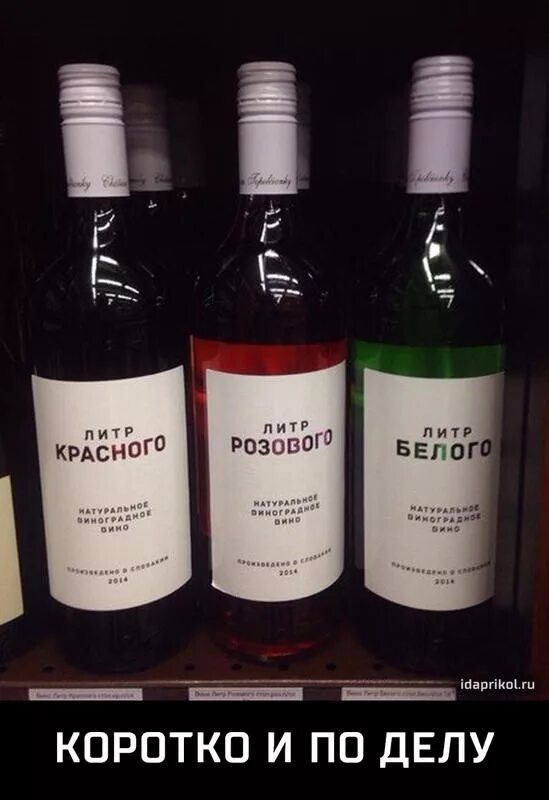 Topoľčianky
ЛИТР
КРАСНОГО
НАТУРАЛЬНОЕ
ВИНОГРАДНОЕ
ВИНО
ПРОИЗВЕДЕНО В СЛОВАКИИ
2014
ЛИТР
РОЗОВОГО
НАТУРАЛЬНОЕ
ВИНОГРАДНОЕ
ВИНО
ПРОИЗВЕДЕНО В СЛОВАКИИ
2014
ЛИТР
БЕЛОГО
НАТУРАЛЬНОЕ
ВИНОГРАДНОЕ
ВИНО
ПРОИЗВЕДЕНО В СЛОВАКИИ
2014
idaprikol.ru
КОРОТКО И ПО ДЕЛУ